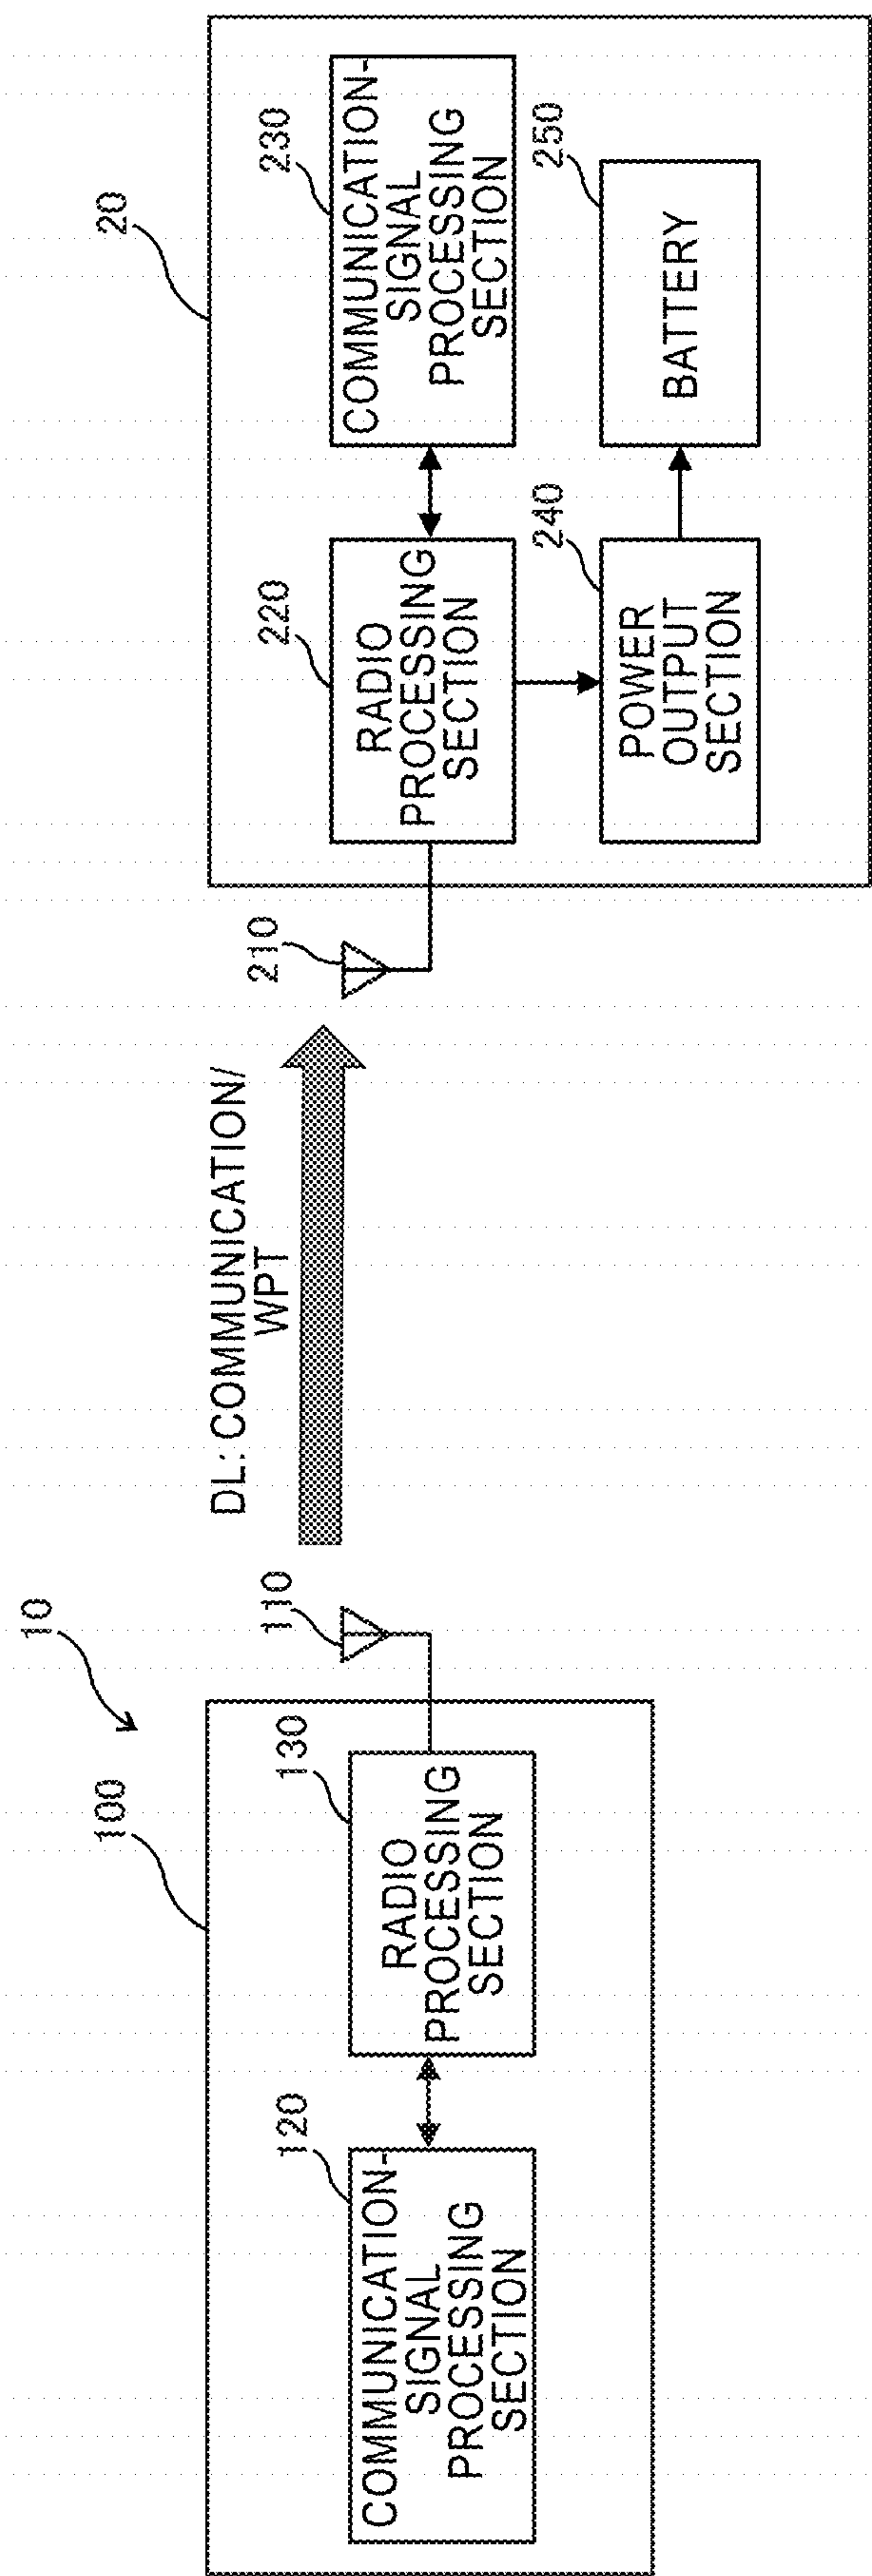 10
100
120
COMMUNICATION-
SIGNAL
PROCESSING
SECTION
130
RADIO
PROCESSING
SECTION
110
DL: COMMUNICATION/
WPT
20
210
220
RADIO
PROCESSING
SECTION
230
COMMUNICATION-
SIGNAL
PROCESSING
SECTION
240
POWER
OUTPUT
SECTION
250
BATTERY